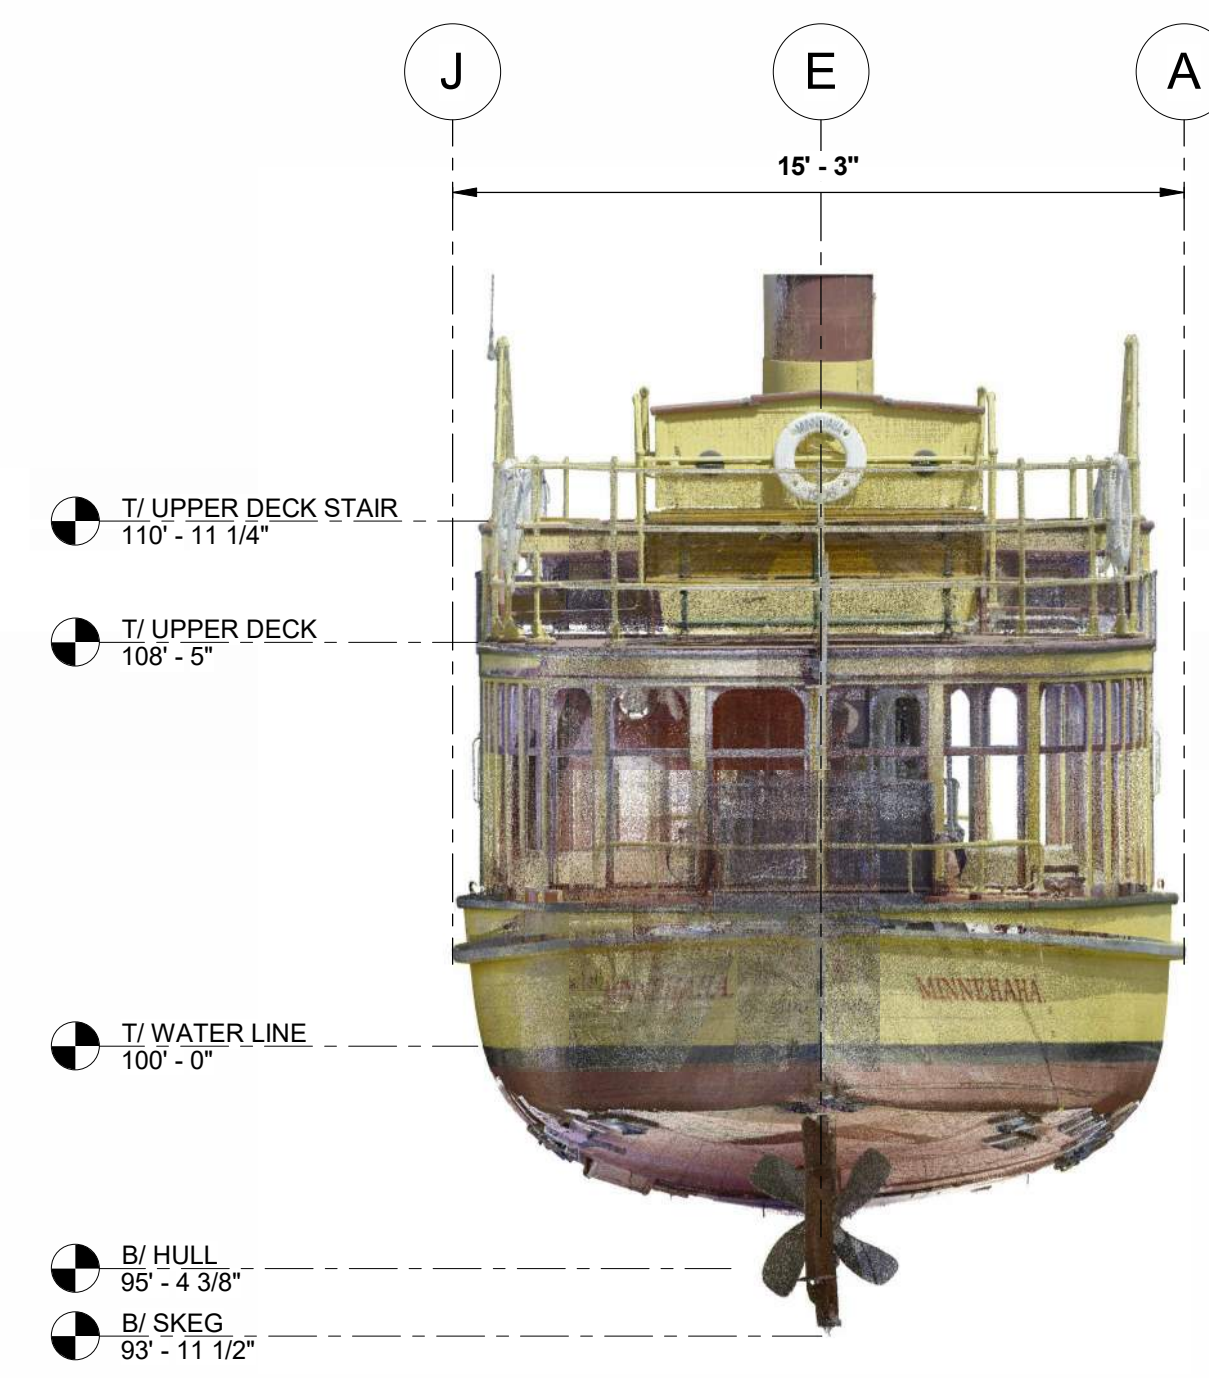 J E A
15' - 3"
MINNEHAHA
T/ UPPER DECK STAIR
110' - 11 1/4"
T/ UPPER DECK
108' - 5"
MINNEHAHA
T/ WATER LINE
100' - 0"
B/ HULL
95' - 4 3/8"
B/ SKEG
93' - 11 1/2"